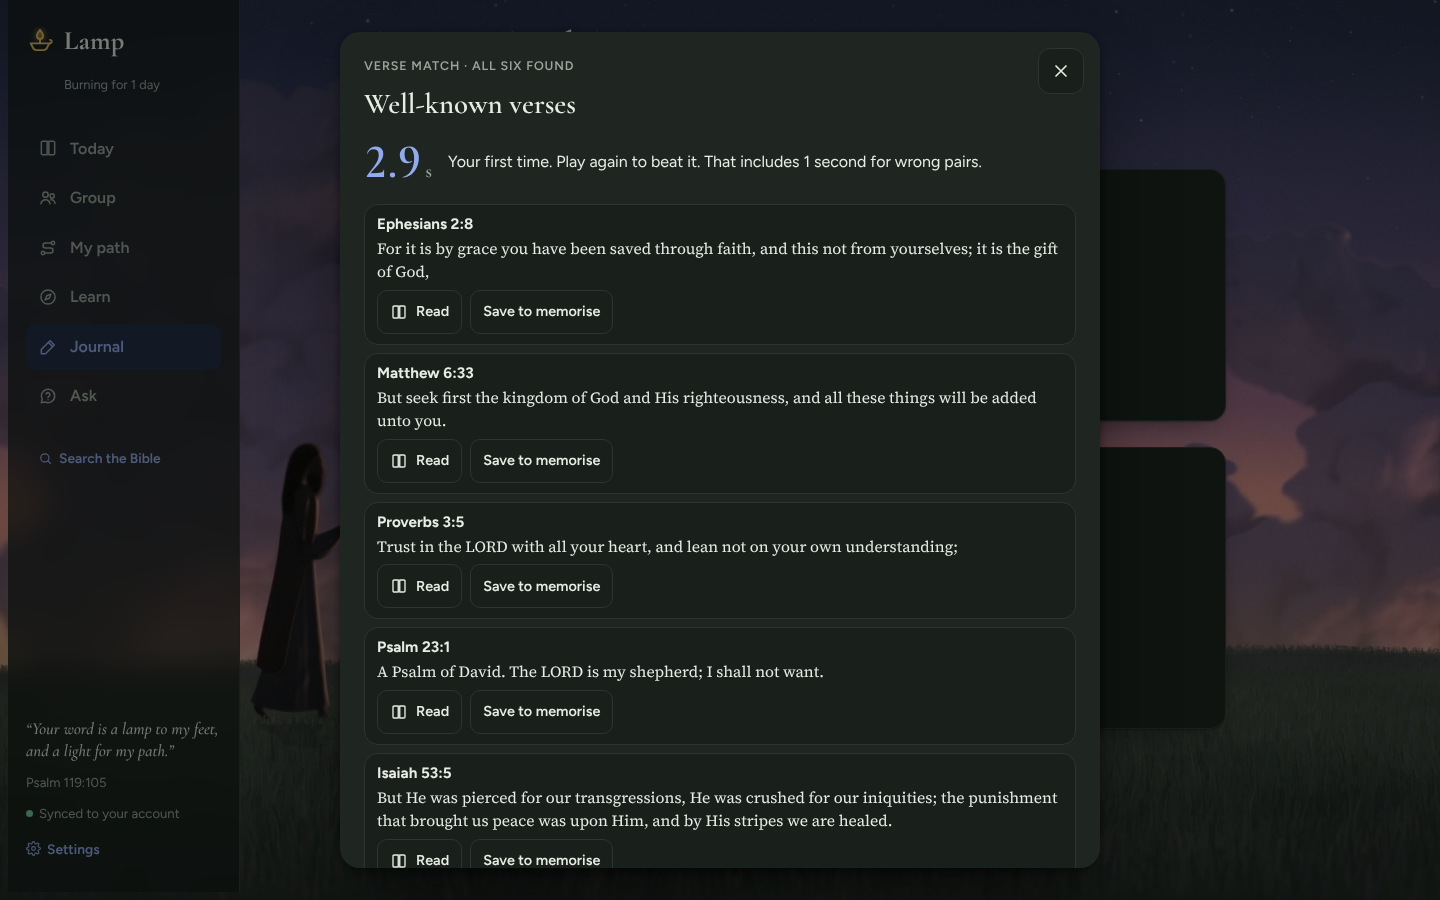 Lamp
Burning for 1 day
Today
Group
My path
Learn
Journal
Ask
Search the Bible
“Your word is a lamp to my feet,
and a light for my path.”
Psalm 119:105
Synced to your account
Settings
VERSE MATCH · ALL SIX FOUND
Well-known verses
2.9 s
Your first time. Play again to beat it. That includes 1 second for wrong pairs.
Ephesians 2:8
For it is by grace you have been saved through faith, and this not from yourselves; it is the gift
of God,
Read
Save to memorise
Matthew 6:33
But seek first the kingdom of God and His righteousness, and all these things will be added
unto you.
Read
Save to memorise
Proverbs 3:5
Trust in the LORD with all your heart, and lean not on your own understanding;
Read
Save to memorise
Psalm 23:1
A Psalm of David. The LORD is my shepherd; I shall not want.
Read
Save to memorise
Isaiah 53:5
But He was pierced for our transgressions, He was crushed for our iniquities; the punishment
that brought us peace was upon Him, and by His stripes we are healed.
Read
Save to memorise